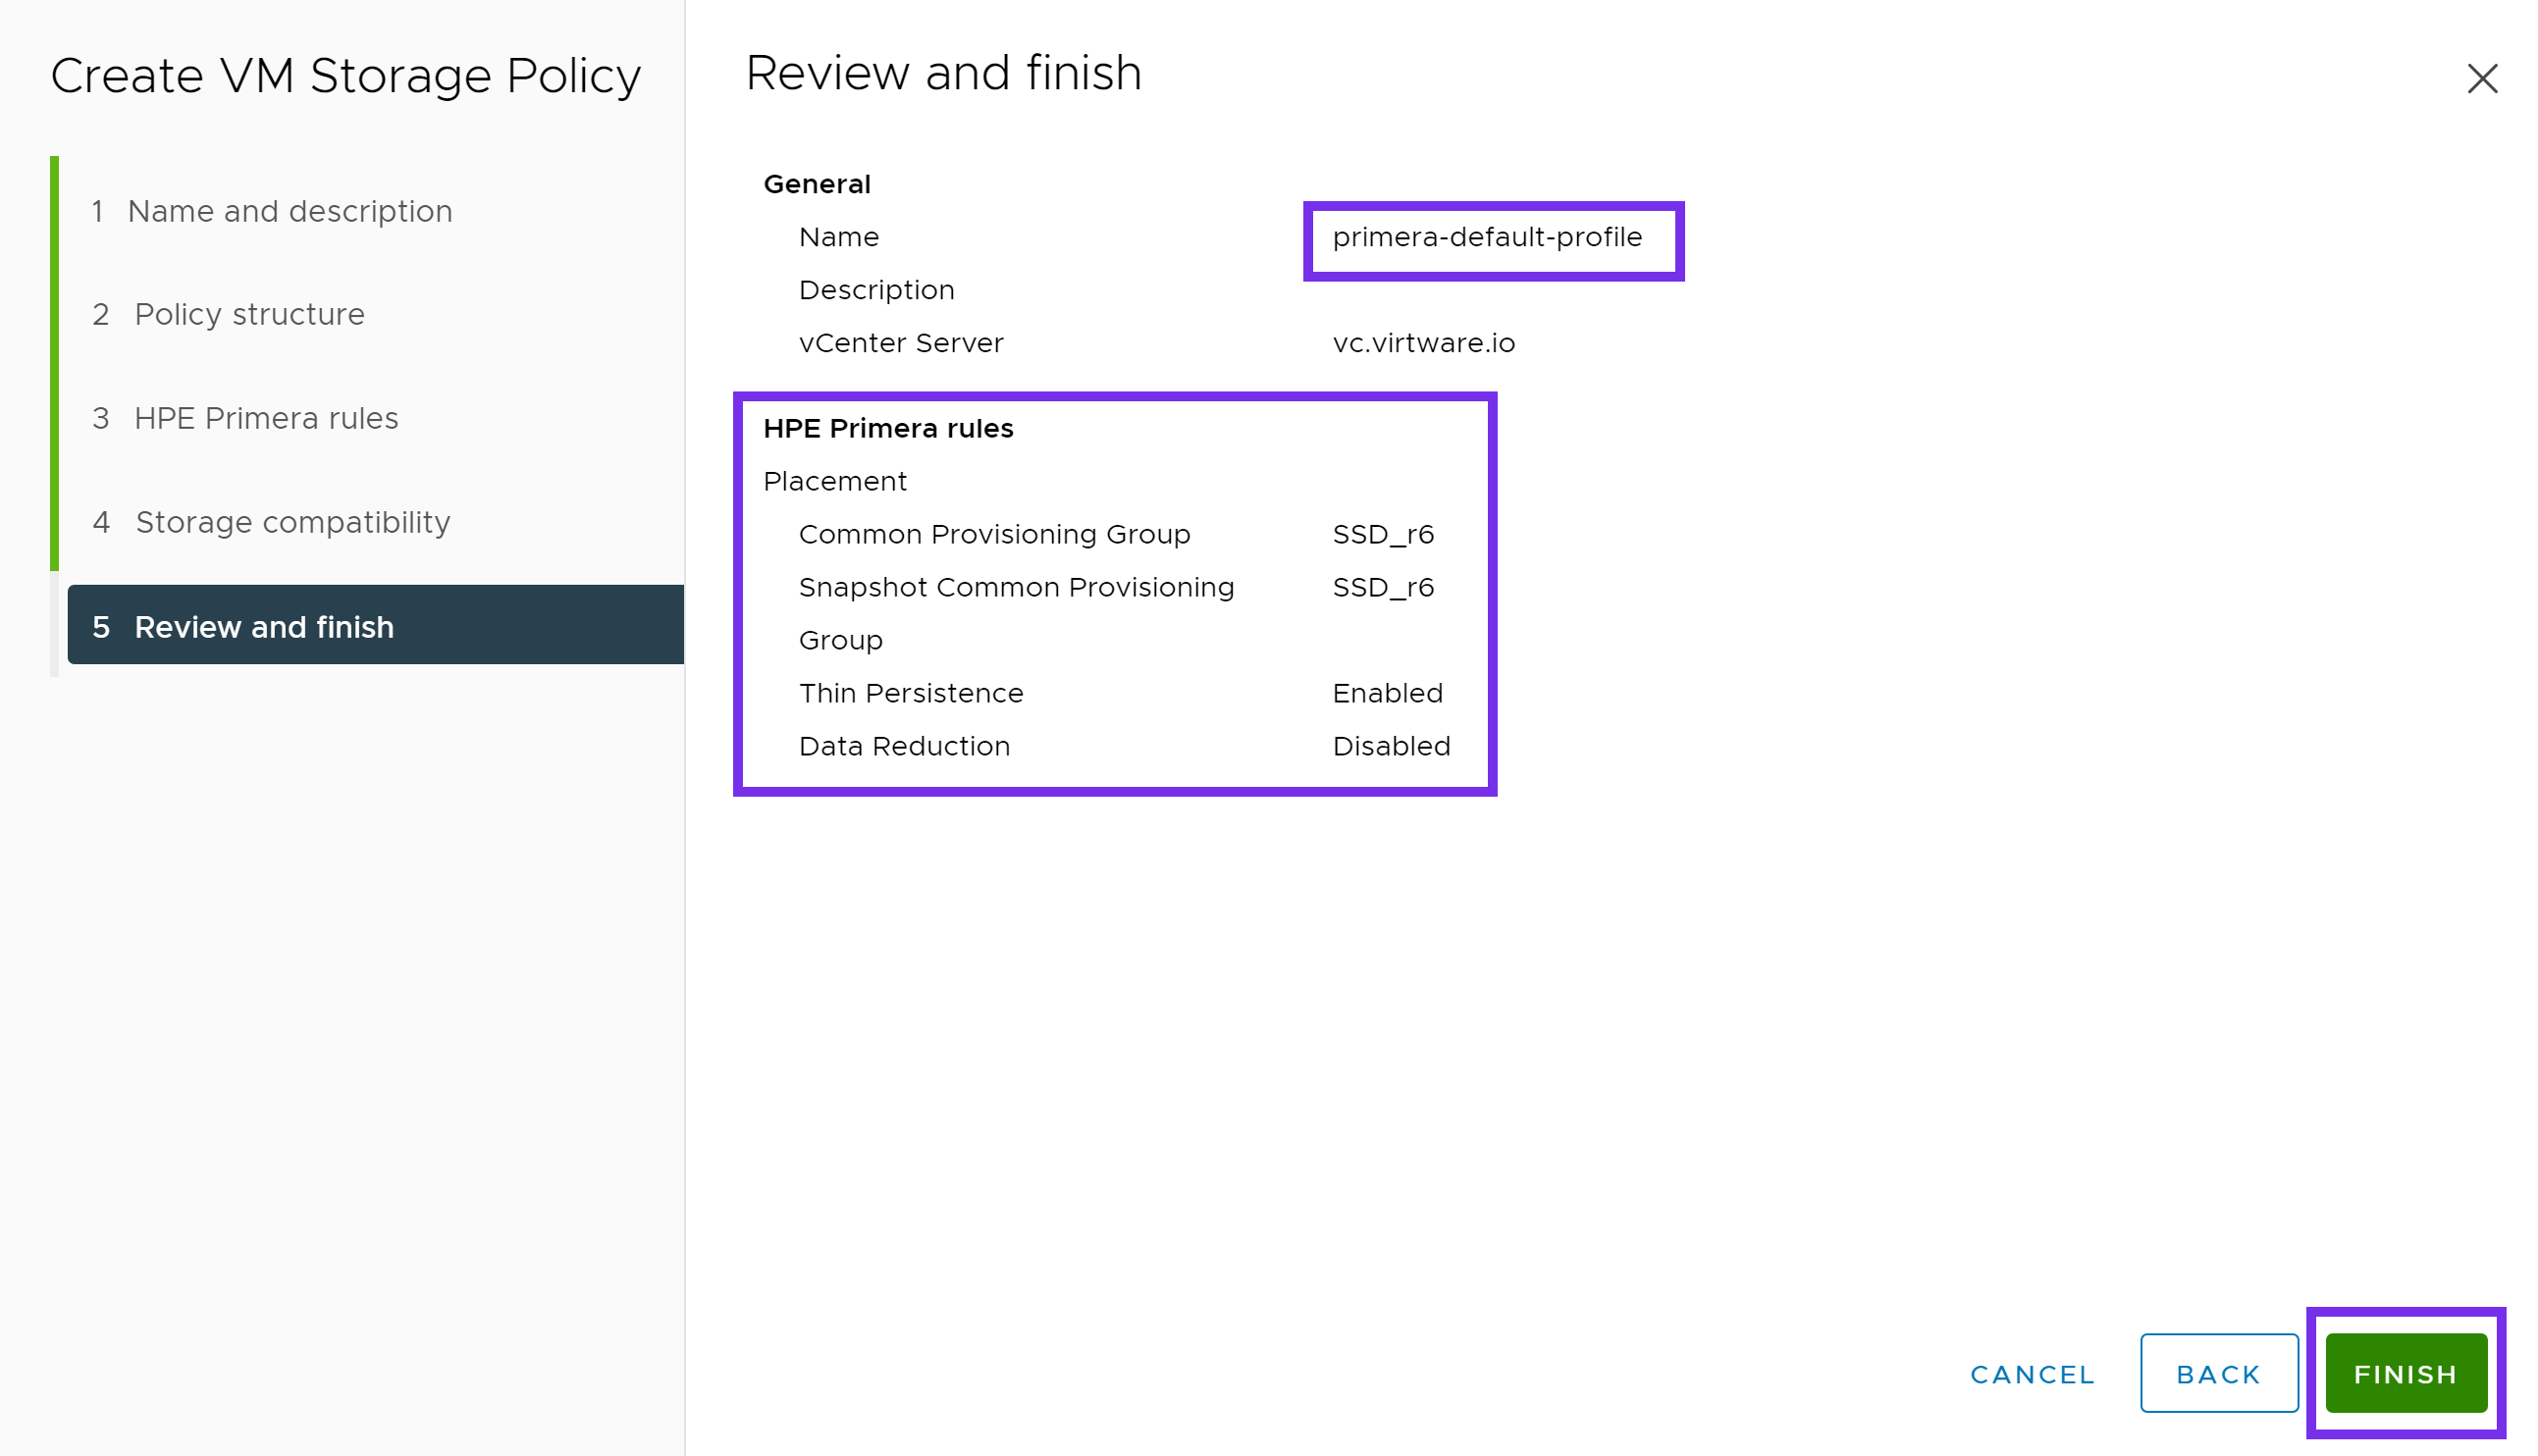 Create VM Storage Policy
1 Name and description
2 Policy structure
3 HPE Primera rules
4 Storage compatibility
5 Review and finish
Review and finish
General
Name primera-default-profile
Description
vCenter Server vc.virtware.io
HPE Primera rules
Placement
Common Provisioning Group SSD_r6
Snapshot Common Provisioning SSD_r6
Group
Thin Persistence Enabled
Data Reduction Disabled
CANCEL BACK FINISH